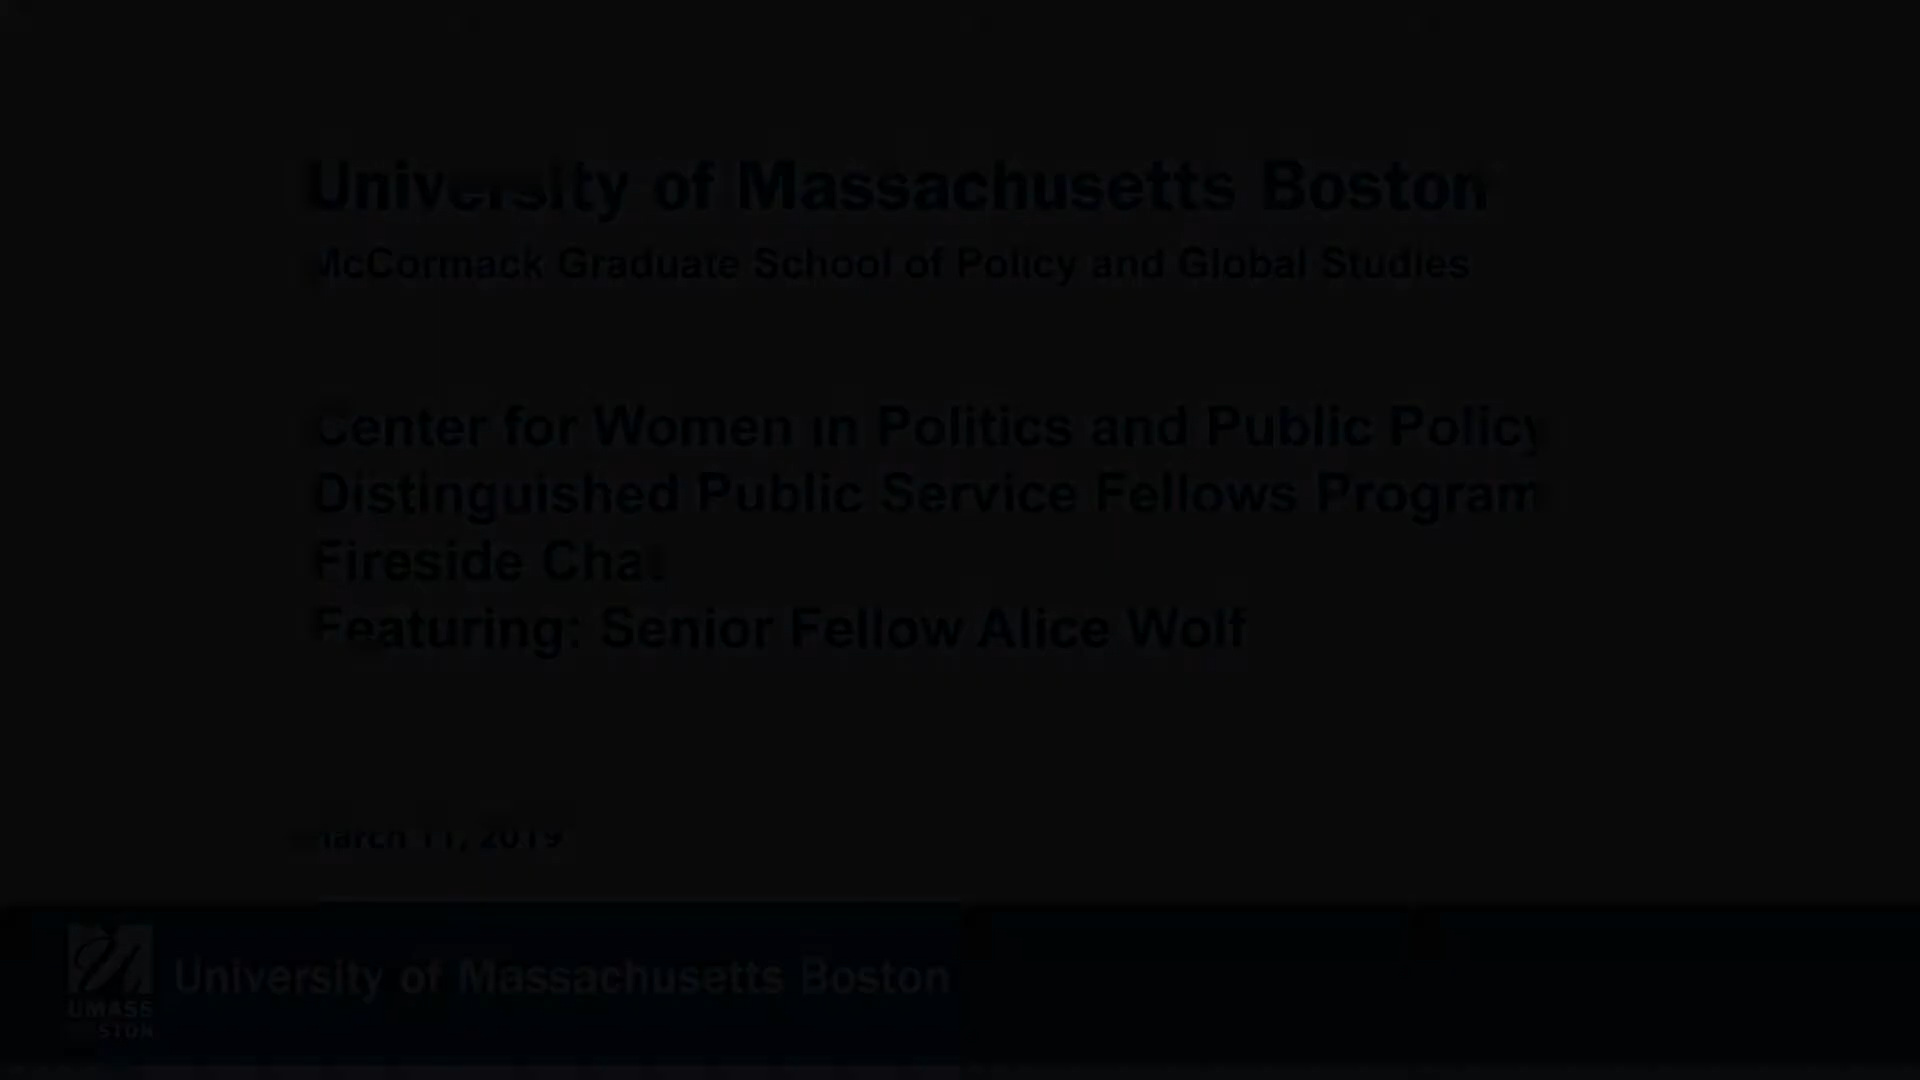 University of Massachusetts Boston
McCormack Graduate School of Policy and Global Studies
Center for Women in Politics and Public Policy
Distinguished Public Service Fellows Program
Fireside Chat
Featuring: Senior Fellow Alice Wolf
March 11, 2019
University of Massachusetts Boston
UMASS
BOSTON